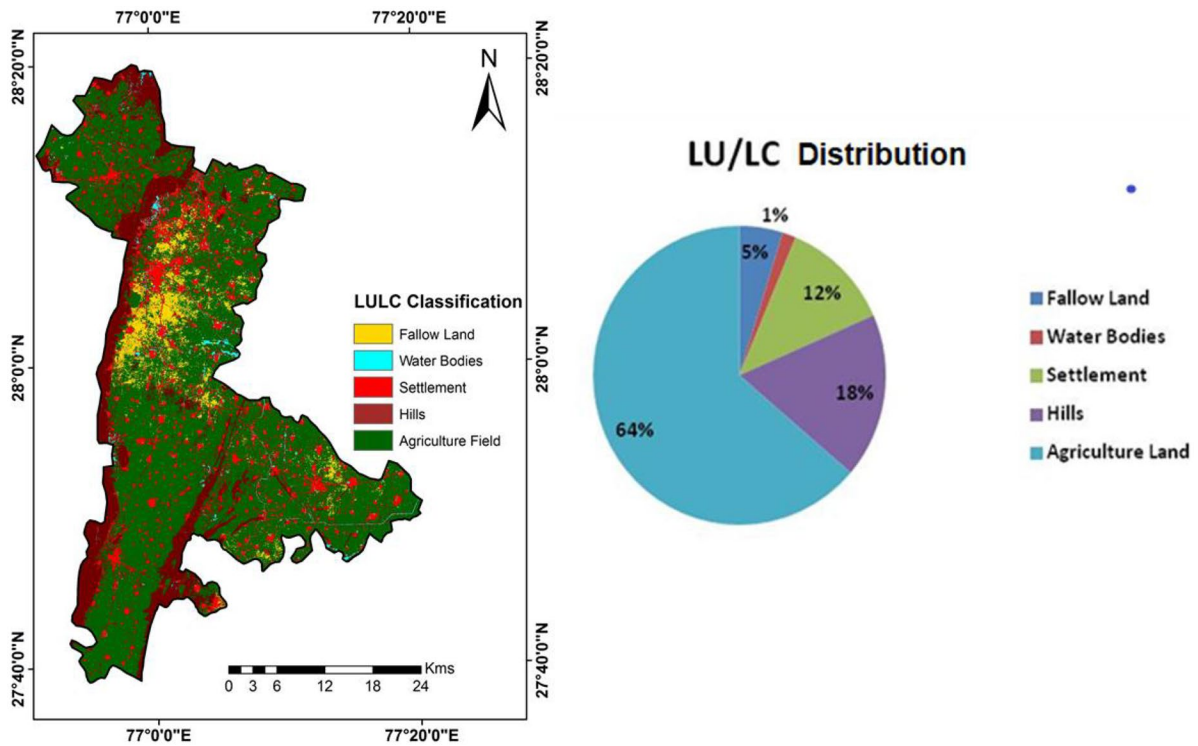 77°0'0"E 77°20'0"E
28°20'0"N
28°20'0"N
N
LULC Classification
Fallow Land
Water Bodies
Settlement
Hills
Agriculture Field
28°0'0"N
28°0'0"N
27°40'0"N
27°40'0"N
Kms
0 3 6 12 18 24
77°0'0"E 77°20'0"E
LU/LC Distribution
1%
5%
12%
18%
64%
Fallow Land
Water Bodies
Settlement
Hills
Agriculture Land